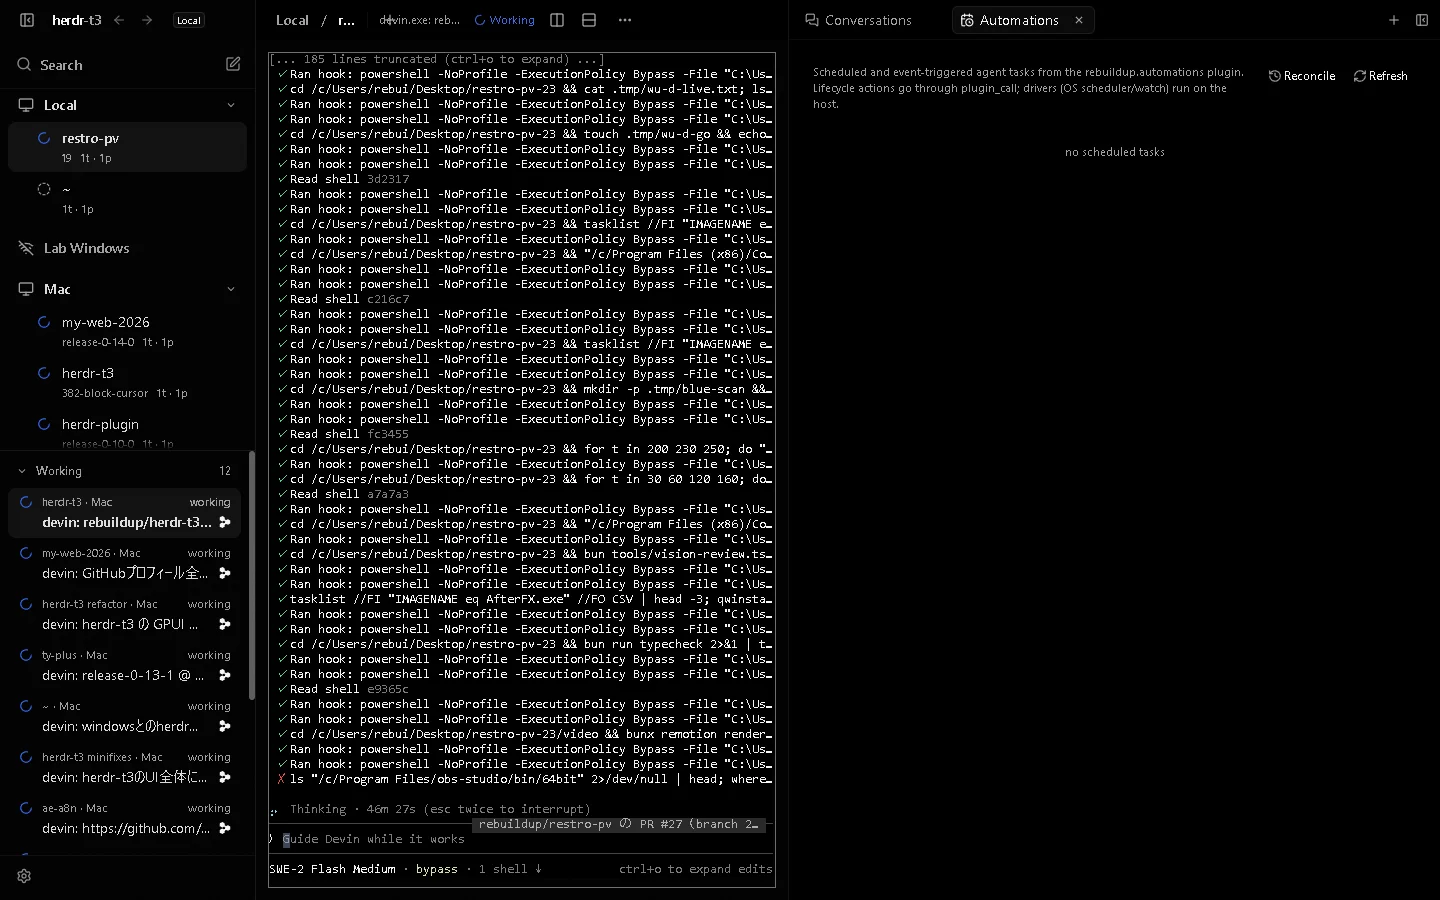 herdr-t3
Local
Search
Local
restro-pv
19 1t · 1p
~
1t · 1p
Lab Windows
Mac
my-web-2026
release-0-14-0 1t · 1p
herdr-t3
382-block-cursor 1t · 1p
herdr-plugin
release-0-10-0 1t · 1p
Working 12
herdr-t3 · Mac working
devin: rebuildup/herdr-t3...
my-web-2026 · Mac working
devin: GitHubプロフィール全...
herdr-t3 refactor · Mac working
devin: herdr-t3 の GPUI ...
ty-plus · Mac working
devin: release-0-13-1 @ ...
~ · Mac working
devin: windowsとのherdr...
herdr-t3 minifixes · Mac working
devin: herdr-t3のUI全体に...
ae-a8n · Mac working
devin: https://github.com/...
Local / r... devin.exe: reb... Working
[... 185 lines truncated (ctrl+o to expand) ...]
✓Ran hook: powershell -NoProfile -ExecutionPolicy Bypass -File "C:\Us…
✓cd /c/Users/rebui/Desktop/restro-pv-23 && cat .tmp/wu-d-live.txt; ls…
✓Ran hook: powershell -NoProfile -ExecutionPolicy Bypass -File "C:\Us…
✓Ran hook: powershell -NoProfile -ExecutionPolicy Bypass -File "C:\Us…
✓cd /c/Users/rebui/Desktop/restro-pv-23 && touch .tmp/wu-d-go && echo…
✓Ran hook: powershell -NoProfile -ExecutionPolicy Bypass -File "C:\Us…
✓Ran hook: powershell -NoProfile -ExecutionPolicy Bypass -File "C:\Us…
✓Read shell 3d2317
✓Ran hook: powershell -NoProfile -ExecutionPolicy Bypass -File "C:\Us…
✓Ran hook: powershell -NoProfile -ExecutionPolicy Bypass -File "C:\Us…
✓cd /c/Users/rebui/Desktop/restro-pv-23 && tasklist //FI "IMAGENAME e…
✓Ran hook: powershell -NoProfile -ExecutionPolicy Bypass -File "C:\Us…
✓cd /c/Users/rebui/Desktop/restro-pv-23 && "/c/Program Files (x86)/Co…
✓Ran hook: powershell -NoProfile -ExecutionPolicy Bypass -File "C:\Us…
✓Ran hook: powershell -NoProfile -ExecutionPolicy Bypass -File "C:\Us…
✓Read shell c216c7
✓Ran hook: powershell -NoProfile -ExecutionPolicy Bypass -File "C:\Us…
✓Ran hook: powershell -NoProfile -ExecutionPolicy Bypass -File "C:\Us…
✓cd /c/Users/rebui/Desktop/restro-pv-23 && tasklist //FI "IMAGENAME e…
✓Ran hook: powershell -NoProfile -ExecutionPolicy Bypass -File "C:\Us…
✓Ran hook: powershell -NoProfile -ExecutionPolicy Bypass -File "C:\Us…
✓cd /c/Users/rebui/Desktop/restro-pv-23 && mkdir -p .tmp/blue-scan &&…
✓Ran hook: powershell -NoProfile -ExecutionPolicy Bypass -File "C:\Us…
✓Ran hook: powershell -NoProfile -ExecutionPolicy Bypass -File "C:\Us…
✓Read shell fc3455
✓cd /c/Users/rebui/Desktop/restro-pv-23 && for t in 200 230 250; do "…
✓Ran hook: powershell -NoProfile -ExecutionPolicy Bypass -File "C:\Us…
✓cd /c/Users/rebui/Desktop/restro-pv-23 && for t in 30 60 120 160; do…
✓Read shell a7a7a3
✓Ran hook: powershell -NoProfile -ExecutionPolicy Bypass -File "C:\Us…
✓cd /c/Users/rebui/Desktop/restro-pv-23 && "/c/Program Files (x86)/Co…
✓Ran hook: powershell -NoProfile -ExecutionPolicy Bypass -File "C:\Us…
✓cd /c/Users/rebui/Desktop/restro-pv-23 && bun tools/vision-review.ts…
✓Ran hook: powershell -NoProfile -ExecutionPolicy Bypass -File "C:\Us…
✓Ran hook: powershell -NoProfile -ExecutionPolicy Bypass -File "C:\Us…
✓tasklist //FI "IMAGENAME eq AfterFX.exe" //FO CSV | head -3; qwinsta…
✓Ran hook: powershell -NoProfile -ExecutionPolicy Bypass -File "C:\Us…
✓Ran hook: powershell -NoProfile -ExecutionPolicy Bypass -File "C:\Us…
✓cd /c/Users/rebui/Desktop/restro-pv-23 && bun run typecheck 2>&1 | t…
✓Ran hook: powershell -NoProfile -ExecutionPolicy Bypass -File "C:\Us…
✓Ran hook: powershell -NoProfile -ExecutionPolicy Bypass -File "C:\Us…
✓Read shell e9365c
✓Ran hook: powershell -NoProfile -ExecutionPolicy Bypass -File "C:\Us…
✓Ran hook: powershell -NoProfile -ExecutionPolicy Bypass -File "C:\Us…
✓cd /c/Users/rebui/Desktop/restro-pv-23/video && bunx remotion render…
✓Ran hook: powershell -NoProfile -ExecutionPolicy Bypass -File "C:\Us…
✓Ran hook: powershell -NoProfile -ExecutionPolicy Bypass -File "C:\Us…
✗ls "/c/Program Files/obs-studio/bin/64bit" 2>/dev/null | head; where…
Thinking · 46m 27s (esc twice to interrupt)
rebuildup/restro-pv の PR #27 (branch 2…
Guide Devin while it works
SWE-2 Flash Medium · bypass · 1 shell ↓ ctrl+o to expand edits
Conversations Automations
Scheduled and event-triggered agent tasks from the rebuildup.automations plugin.
Lifecycle actions go through plugin_call; drivers (OS scheduler/watch) run on the
host.
Reconcile Refresh
no scheduled tasks